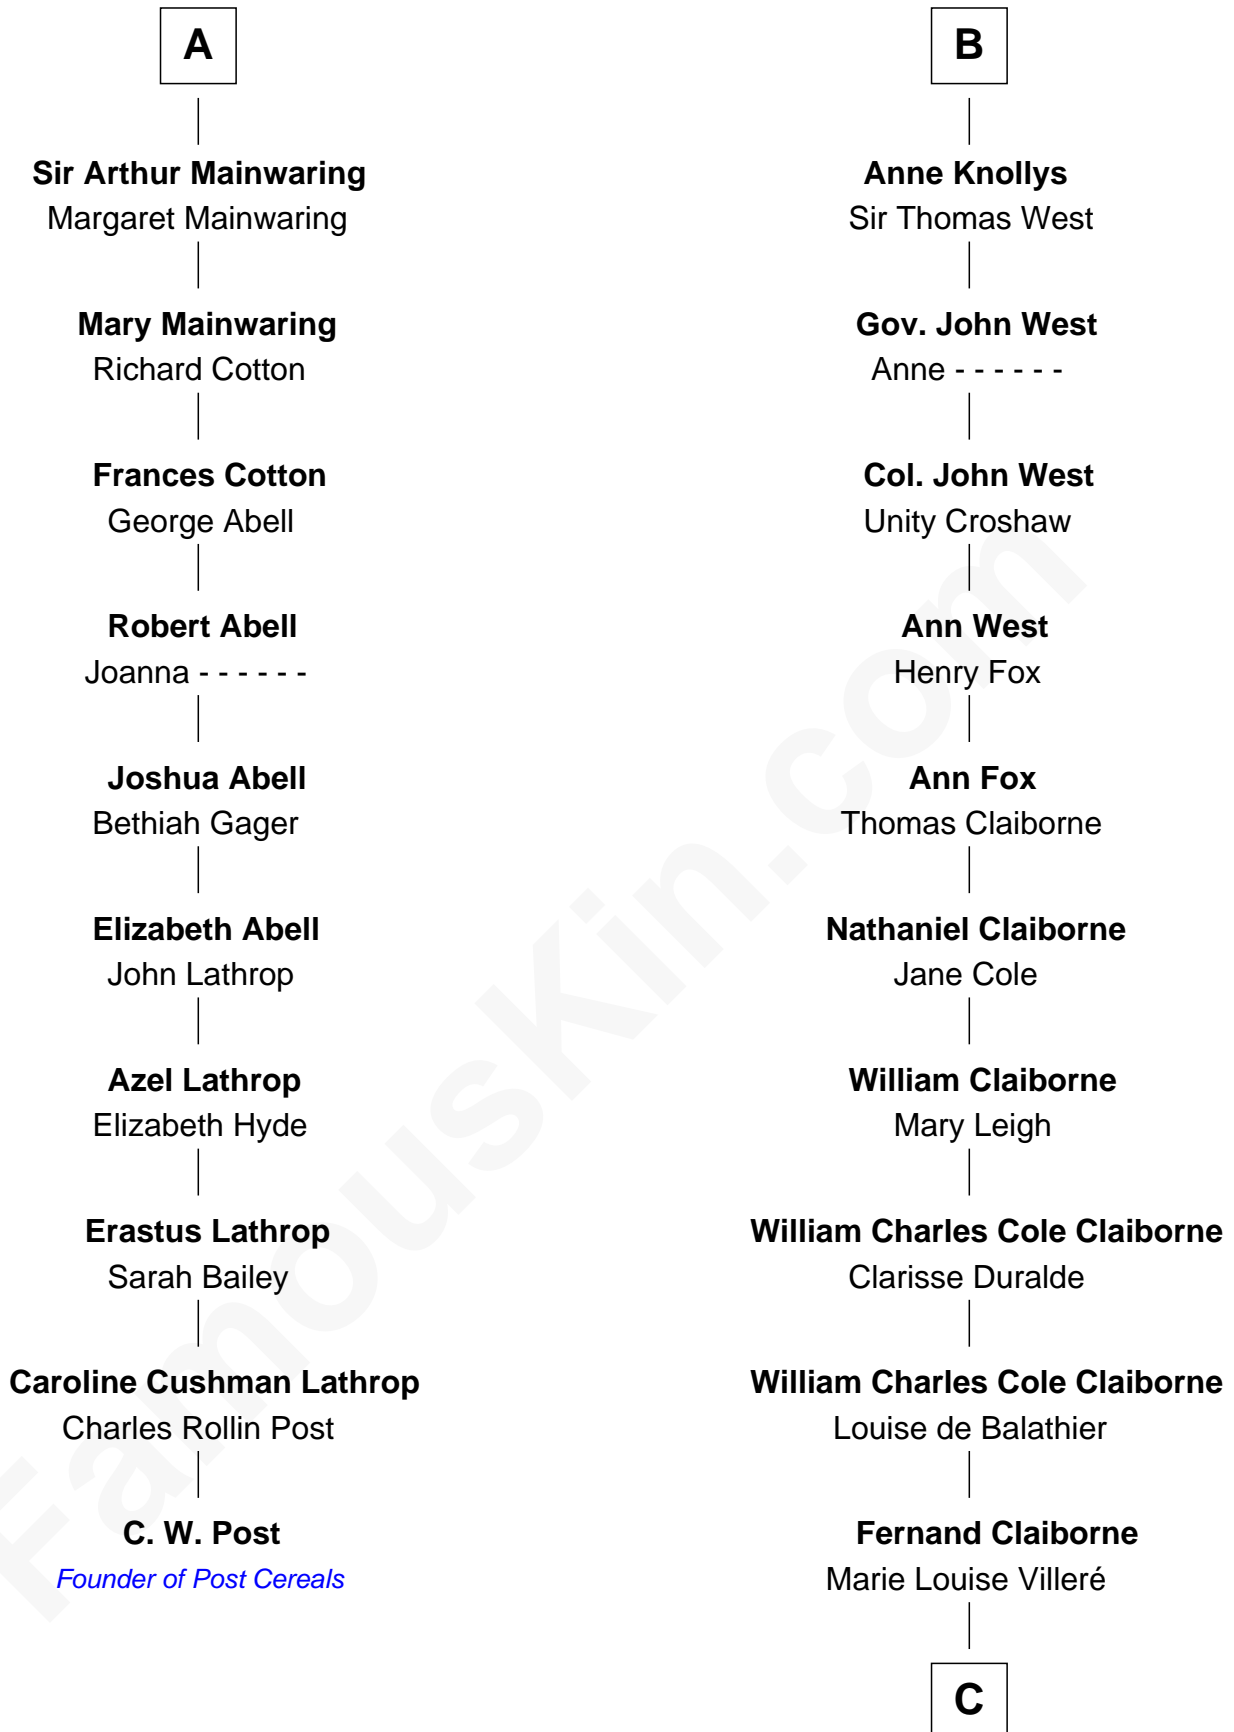 A
Sir Arthur Mainwaring
Margaret Mainwaring
Mary Mainwaring
Richard Cotton
Frances Cotton
George Abell
Robert Abell
Joanna - - - - - -
Joshua Abell
Bethiah Gager
Elizabeth Abell
John Lathrop
Azel Lathrop
Elizabeth Hyde
Erastus Lathrop
Sarah Bailey
Caroline Cushman Lathrop
Charles Rollin Post
C. W. Post
Founder of Post Cereals
B
Anne Knollys
Sir Thomas West
Gov. John West
Anne - - - - - -
Col. John West
Unity Croshaw
Ann West
Henry Fox
Ann Fox
Thomas Claiborne
Nathaniel Claiborne
Jane Cole
William Claiborne
Mary Leigh
William Charles Cole Claiborne
Clarisse Duralde
William Charles Cole Claiborne
Louise de Balathier
Fernand Claiborne
Marie Louise Villeré
C
FamousKin.com